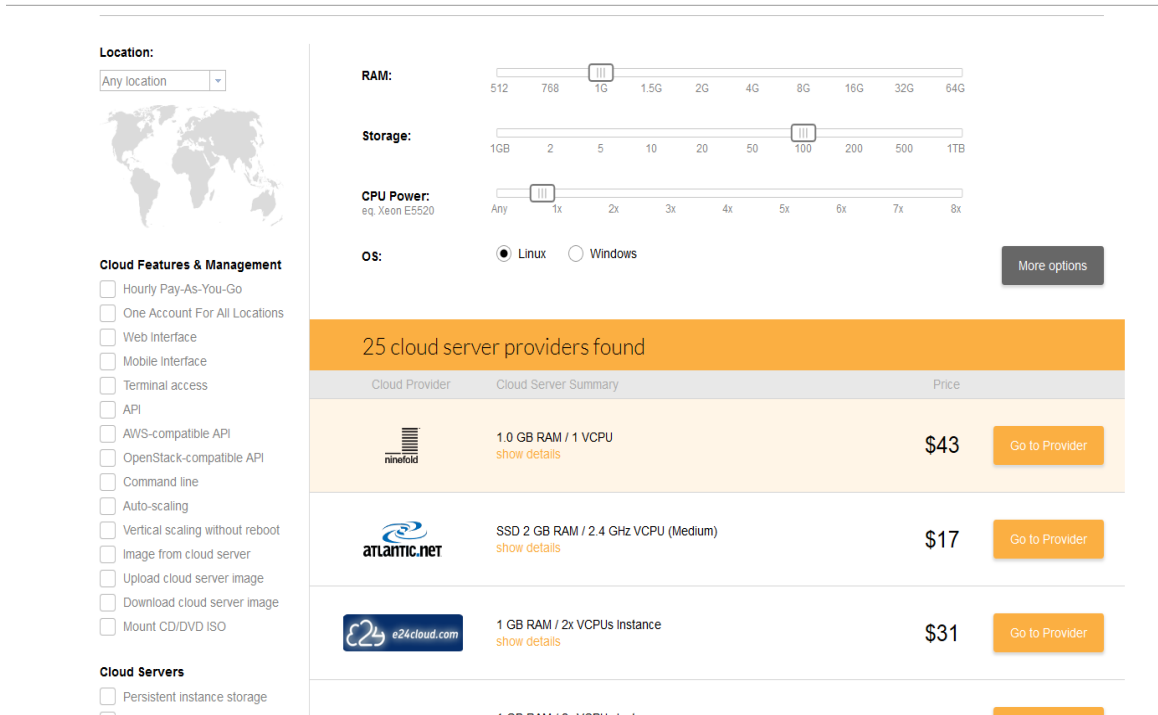 Location:
Any location
RAM:
512 768 1G 1.5G 2G 4G 8G 16G 32G 64G
Storage:
1GB 2 5 10 20 50 100 200 500 1TB
CPU Power:
eq. Xeon E5520
Any 1x 2x 3x 4x 5x 6x 7x 8x
OS:
Linux Windows
More options
Cloud Features & Management
Hourly Pay-As-You-Go
One Account For All Locations
Web Interface
Mobile Interface
Terminal access
API
AWS-compatible API
OpenStack-compatible API
Command line
Auto-scaling
Vertical scaling without reboot
Image from cloud server
Upload cloud server image
Download cloud server image
Mount CD/DVD ISO
Cloud Servers
Persistent instance storage
25 cloud server providers found
Cloud Provider Cloud Server Summary Price
ninefold
1.0 GB RAM / 1 VCPU
show details
$43
Go to Provider
ATLANTIC.NET
SSD 2 GB RAM / 2.4 GHz VCPU (Medium)
show details
$17
Go to Provider
e24 e24cloud.com
1 GB RAM / 2x VCPUs Instance
show details
$31
Go to Provider